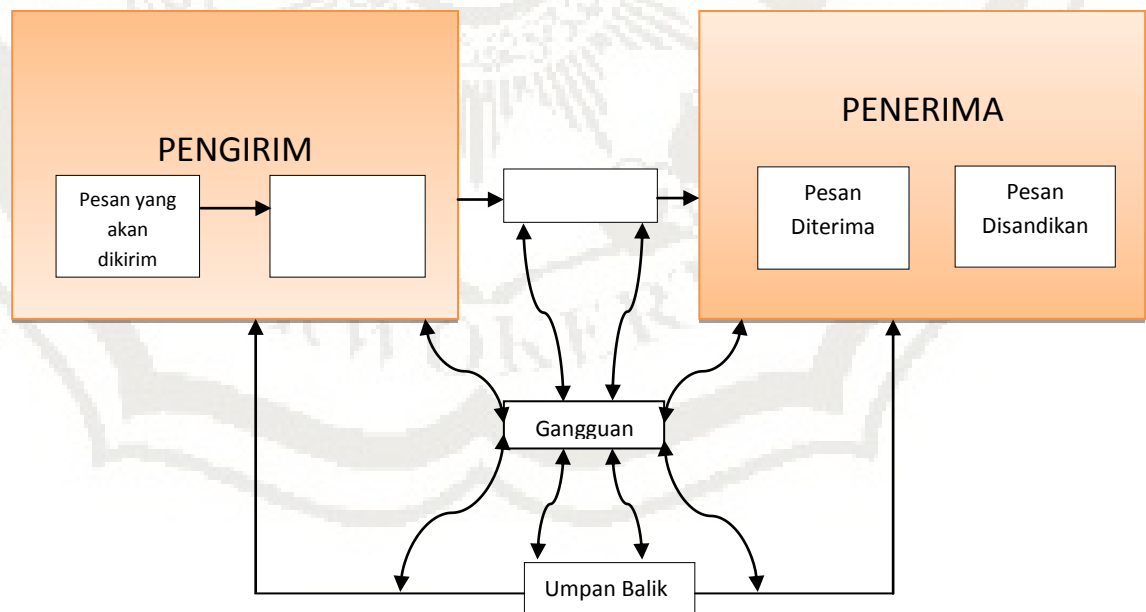 PENGIRIM
Pesan yang
akan
dikirim
PENERIMA
Pesan
Diterima
Pesan
Disandikan
Gangguan
Umpan Balik